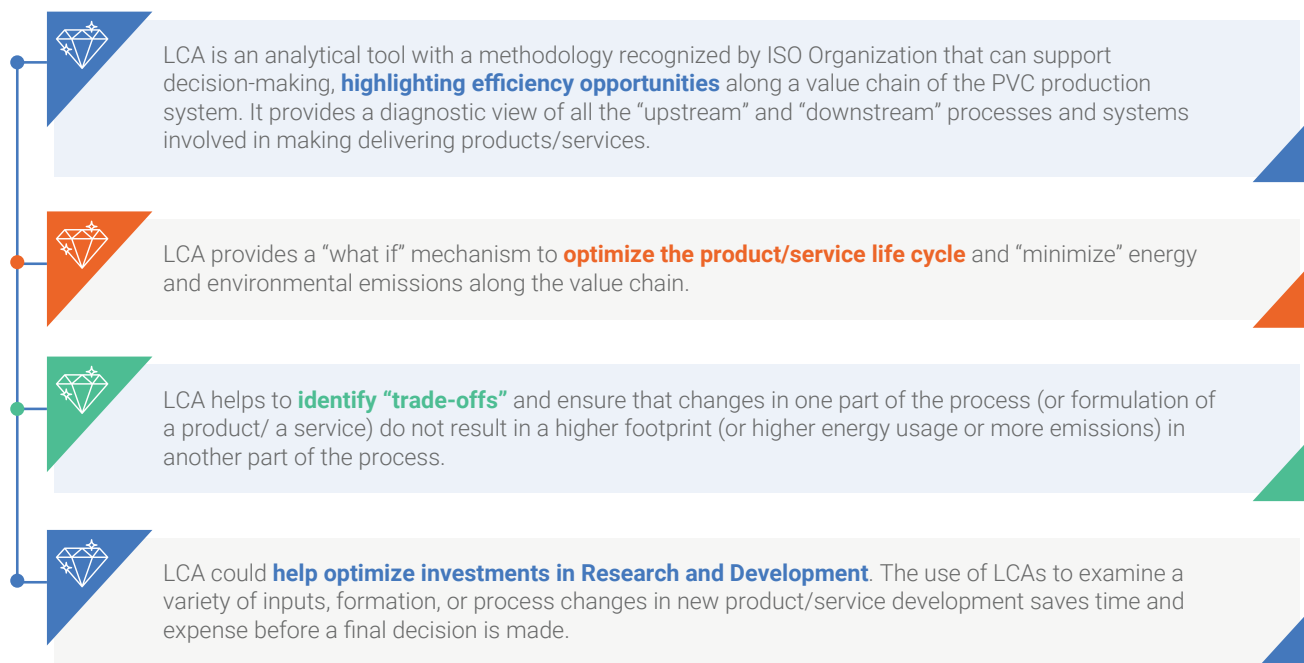 LCA is an analytical tool with a methodology recognized by ISO Organization that can support
decision-making, highlighting efficiency opportunities along a value chain of the PVC production
system. It provides a diagnostic view of all the “upstream” and “downstream” processes and systems
involved in making delivering products/services.
LCA provides a “what if” mechanism to optimize the product/service life cycle and “minimize” energy
and environmental emissions along the value chain.
LCA helps to identify “trade-offs” and ensure that changes in one part of the process (or formulation of
a product/ a service) do not result in a higher footprint (or higher energy usage or more emissions) in
another part of the process.
LCA could help optimize investments in Research and Development. The use of LCAs to examine a
variety of inputs, formation, or process changes in new product/service development saves time and
expense before a final decision is made.